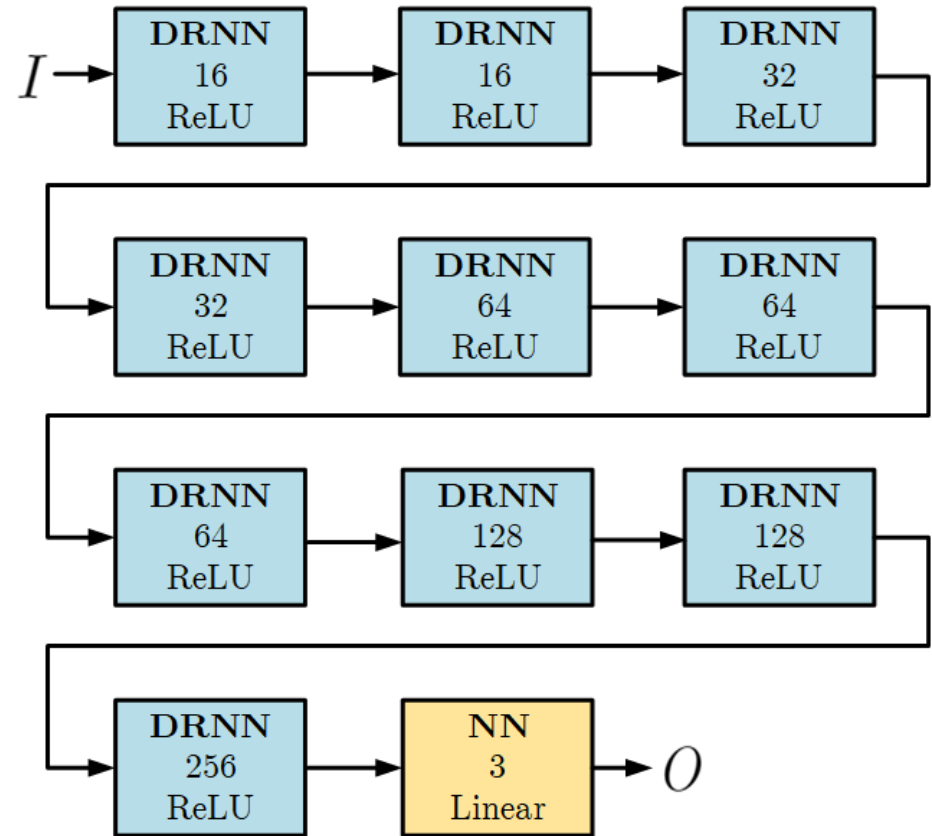 I
DRNN
16
ReLU
DRNN
16
ReLU
DRNN
32
ReLU
DRNN
32
ReLU
DRNN
64
ReLU
DRNN
64
ReLU
DRNN
64
ReLU
DRNN
128
ReLU
DRNN
128
ReLU
DRNN
256
ReLU
NN
3
Linear
O